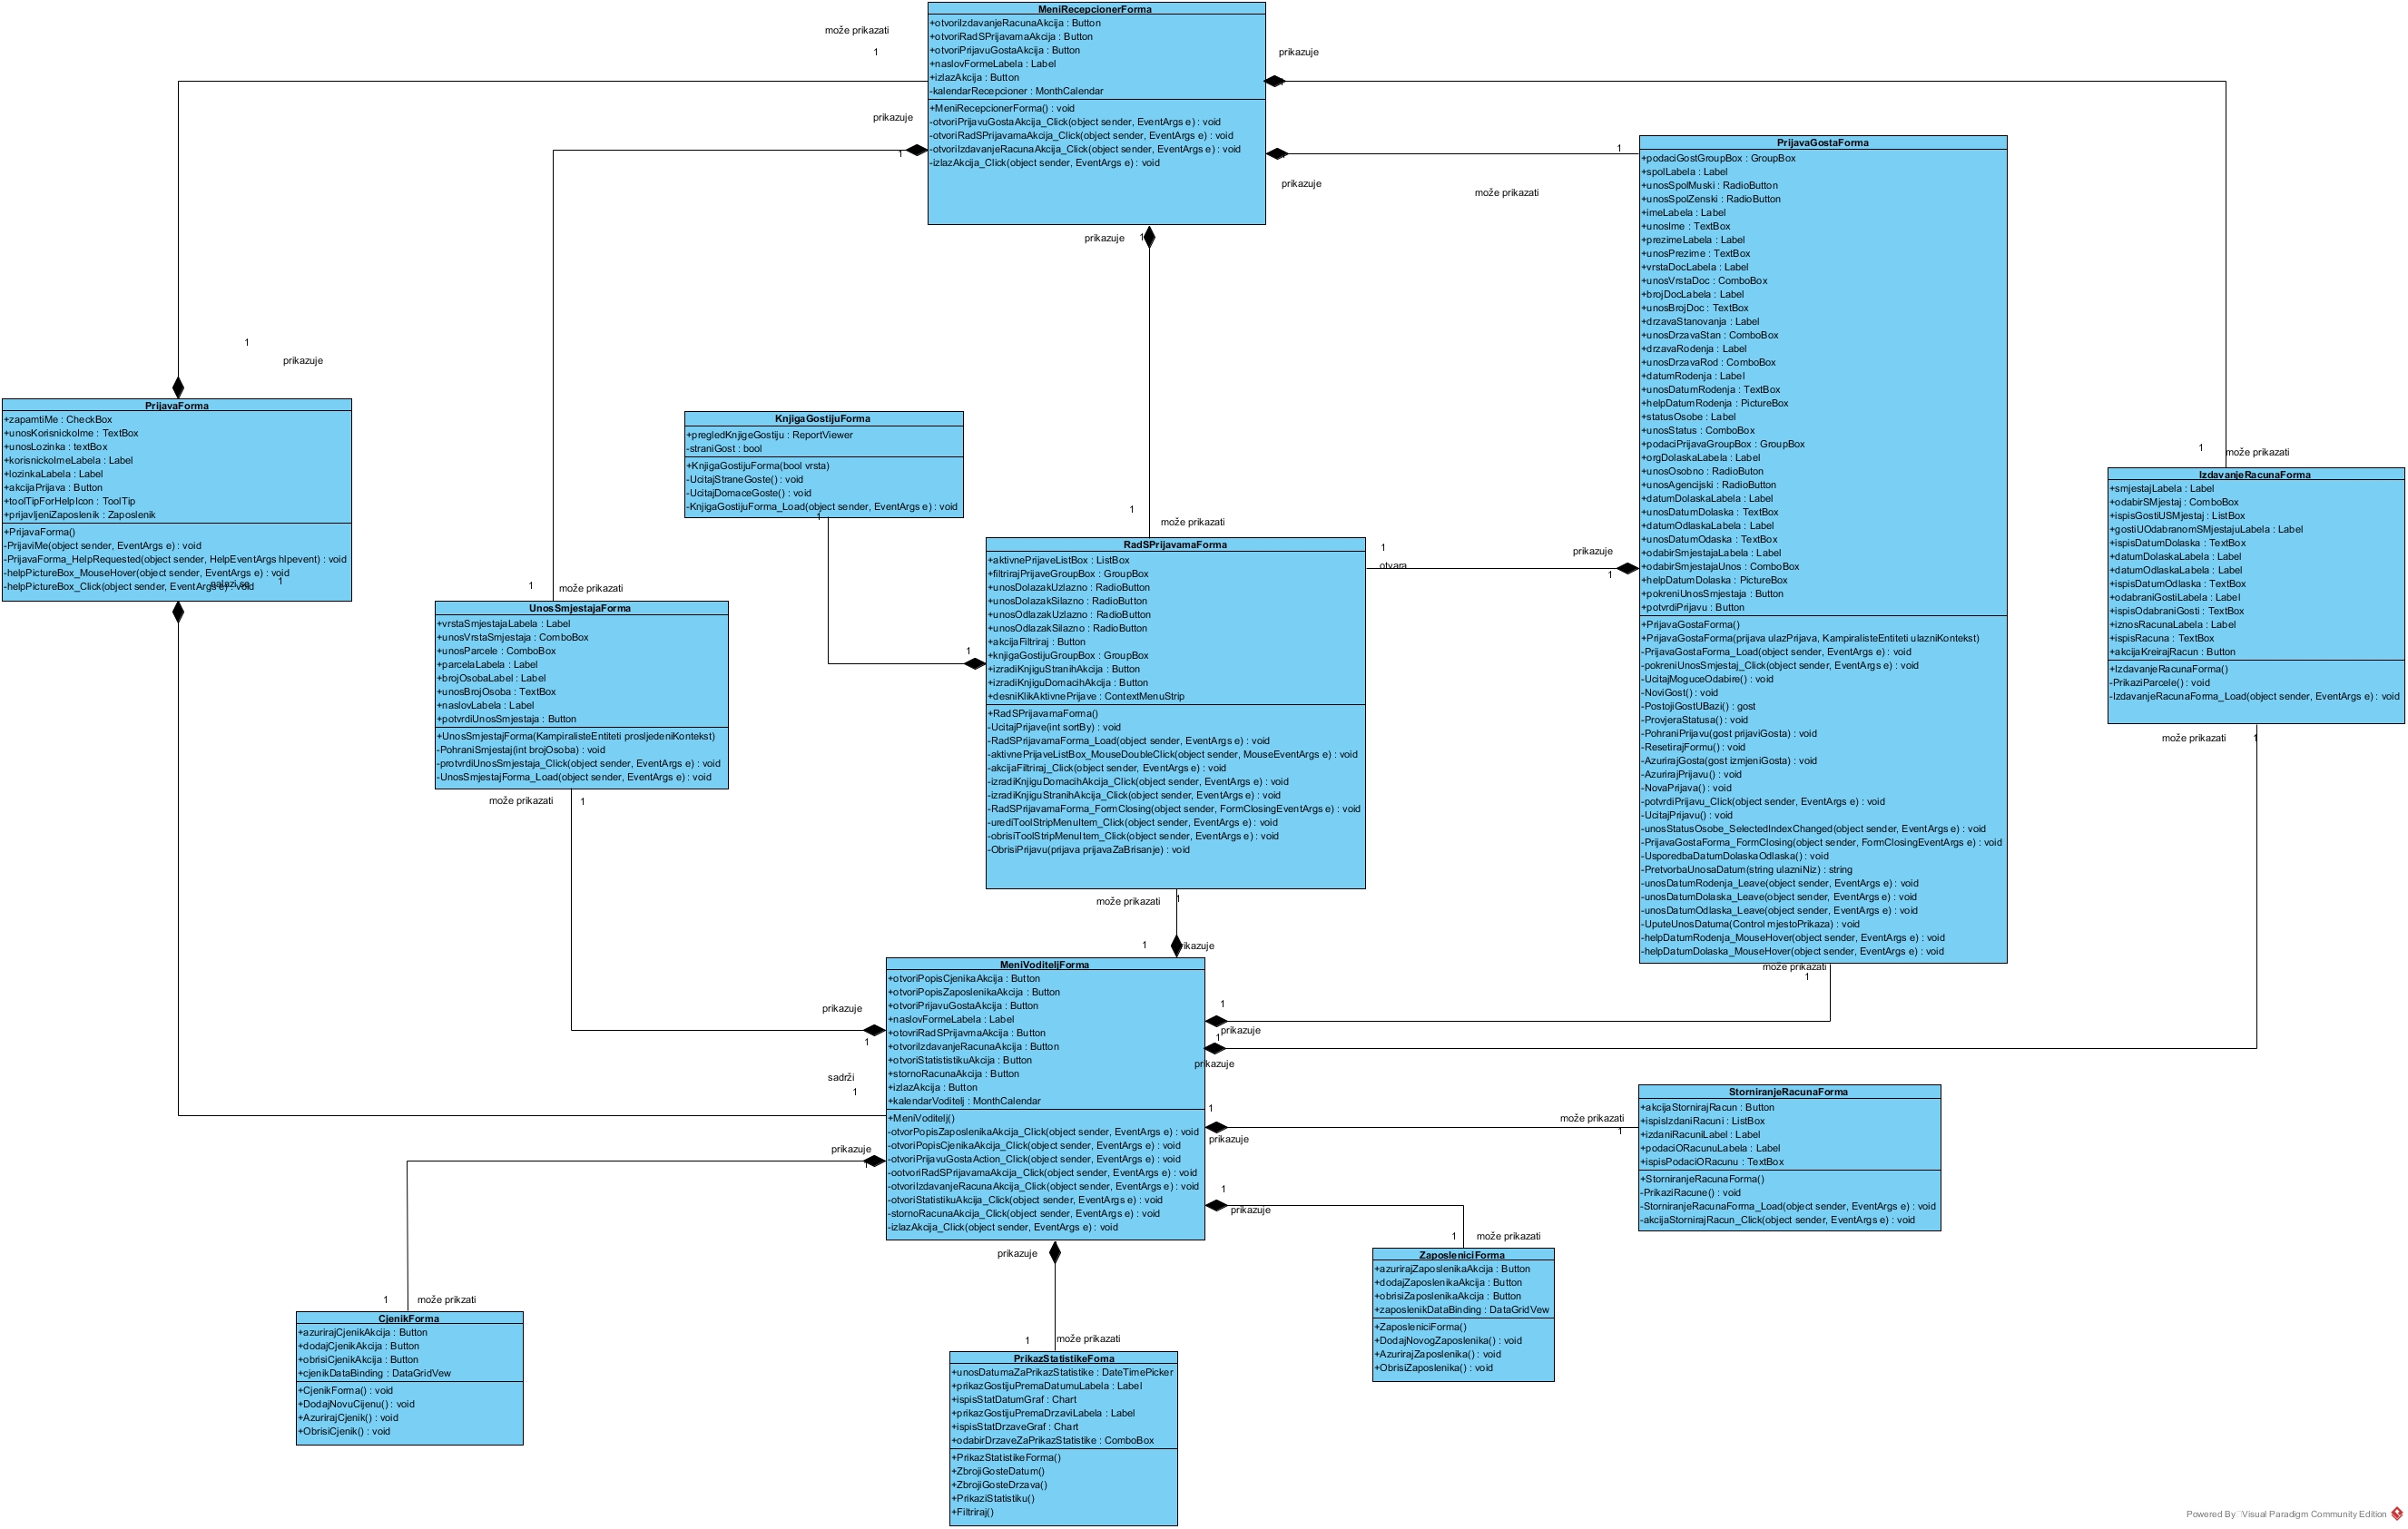 MeniRecepcionerForma
+otvoriIzdavanjeRacunaAkcija : Button
+otvoriRadSPrijavamaAkcija : Button
+otvoriPrijavuGostaAkcija : Button
+naslovFormeLabela : Label
+izlazAkcija : Button
-kalendarRecepcioner : MonthCalendar
+MeniRecepcionerForma() : void
-otvoriPrijavuGostaAkcija_Click(object sender, EventArgs e) : void
-otvoriRadSPrijavamaAkcija_Click(object sender, EventArgs e) : void
-otvoriIzdavanjeRacunaAkcija_Click(object sender, EventArgs e) : void
-izlazAkcija_Click(object sender, EventArgs e) : void
može prikazati
1
prikazuje
1
prikazuje
prikazuje
prikazuje
1
1
može prikazati
PrijavaGostaForma
+podaciGostGroupBox : GroupBox
+spolLabela : Label
+unosSpolMuski : RadioButton
+unosSpolZenski : RadioButton
+imeLabela : Label
+unosIme : TextBox
+prezimeLabela : Label
+unosPrezime : TextBox
+vrstaDocLabela : Label
+unosVrstaDoc : ComboBox
+brojDocLabela : Label
+unosBrojDoc : TextBox
+drzavaStanovanja : Label
+unosDrzavaStan : ComboBox
+drzavaRodenja : Label
+unosDrzavaRod : ComboBox
+datumRodenja : Label
+unosDatumRodenja : TextBox
+helpDatumRodenja : PictureBox
+statusOsobe : Label
+unosStatus : ComboBox
+podaciPrijavaGroupBox : GroupBox
+orgDolaskaLabela : Label
+unosOsobno : RadioButon
+unosAgencijski : RadioButton
+datumDolaskaLabela : Label
+unosDatumDolaska : TextBox
+datumOdlaskaLabela : Label
+unosDatumOdaska : TextBox
+odabirSmjestajaLabela : Label
+odabirSmjestajaUnos : ComboBox
+helpDatumDolaska : PictureBox
+pokreniUnosSmjestaja : Button
+potvrdiPrijavu : Button
+PrijavaGostaForma()
+PrijavaGostaForma(prijava ulazPrijava, KampiralisteEntiteti ulazniKontekst)
-PrijavaGostaForma_Load(object sender, EventArgs e) : void
-pokreniUnosSmjestaj_Click(object sender, EventArgs e) : void
-UcitajMoguceOdabire() : void
-NoviGost() : void
-PostojiGostUBazi() : gost
-ProvjeraStatusa() : void
-PohraniPrijavu(gost prijaviGosta) : void
-ResetirajFormu() : void
-AzurirajGosta(gost izmjeniGosta) : void
-AzurirajPrijavu() : void
-NovaPrijava() : void
-potvrdiPrijavu_Click(object sender, EventArgs e) : void
-UcitajPrijavu() : void
-unosStatusOsobe_SelectedIndexChanged(object sender, EventArgs e) : void
-PrijavaGostaForma_FormClosing(object sender, FormClosingEventArgs e) : void
-UsporedbaDatumDolaskaOdlaska() : void
-PretvorbaUnosaDatum(string ulazniNiz) : string
-unosDatumRodenja_Leave(object sender, EventArgs e) : void
-unosDatumDolaska_Leave(object sender, EventArgs e) : void
-unosDatumOdlaska_Leave(object sender, EventArgs e) : void
-UputeUnosDatuma(Control mjestoPrikaza) : void
-helpDatumRodenja_MouseHover(object sender, EventArgs e) : void
-helpDatumDolaska_MouseHover(object sender, EventArgs e) : void
1
prikazuje
PrijavaForma
+zapamtiMe : CheckBox
+unosKorisnickoIme : TextBox
+unosLozinka : textBox
+korisnickoImeLabela : Label
+lozinkaLabela : Label
+akcijaPrijava : Button
+toolTipForHelpIcon : ToolTip
+prijavljeniZaposlenik : Zaposlenik
+PrijavaForma()
-PrijaviMe(object sender, EventArgs e) : void
-PrijavaForma_HelpRequested(object sender, HelpEventArgs hlpevent) : void
-helpPictureBox_MouseHover(object sender, EventArgs e) : void
-helpPictureBox_Click(object sender, EventArgs e) : void
nalazi se
1
KnjigaGostijuForma
+pregledKnjigeGostiju : ReportViewer
-straniGost : bool
+KnjigaGostijuForma(bool vrsta)
-UcitajStraneGoste() : void
-UcitajDomaceGoste() : void
-KnjigaGostijuForma_Load(object sender, EventArgs e) : void
1
1
1
može prikazati
1
može prikazati
IzdavanjeRacunaForma
+smjestajLabela : Label
+odabirSMjestaj : ComboBox
+ispisGostiUSMjestaj : ListBox
+gostiUOdabranomSMjestajuLabela : Label
+ispisDatumDolaska : TextBox
+datumDolaskaLabela : Label
+datumOdlaskaLabela : Label
+ispisDatumOdlaska : TextBox
+odabraniGostiLabela : Label
+ispisOdabraniGosti : TextBox
+iznosRacunaLabela : Label
+ispisRacuna : TextBox
+akcijaKreirajRacun : Button
+IzdavanjeRacunaForma()
-PrikaziParcele() : void
-IzdavanjeRacunaForma_Load(object sender, EventArgs e) : void
može prikazati
1
RadSPrijavamaForma
+aktivnePrijaveListBox : ListBox
+filtrirajPrijaveGroupBox : GroupBox
+unosDolazakUzlazno : RadioButton
+unosDolazakSilazno : RadioButton
+unosOdlazakUzlazno : RadioButton
+unosOdlazakSilazno : RadioButton
+akcijaFiltriraj : Button
+knjigaGostijuGroupBox : GroupBox
+izradiKnjiguStranihAkcija : Button
+izradiKnjiguDomacihAkcija : Button
+desniKlikAktivnePrijave : ContextMenuStrip
+RadSPrijavamaForma()
-UcitajPrijave(int sortBy) : void
-RadSPrijavamaForma_Load(object sender, EventArgs e) : void
-aktivnePrijaveListBox_MouseDoubleClick(object sender, MouseEventArgs e) : void
-akcijaFiltriraj_Click(object sender, EventArgs e) : void
-izradiKnjiguDomacihAkcija_Click(object sender, EventArgs e) : void
-izradiKnjiguStranihAkcija_Click(object sender, EventArgs e) : void
-RadSPrijavamaForma_FormClosing(object sender, FormClosingEventArgs e) : void
-urediToolStripMenuItem_Click(object sender, EventArgs e) : void
-obrisiToolStripMenuItem_Click(object sender, EventArgs e) : void
-ObrisiPrijavu(prijava prijavaZaBrisanje) : void
1
otvara
prikazuje
1
1
može prikazati
UnosSmjestajaForma
+vrstaSmjestajaLabela : Label
+unosVrstaSmjestaja : ComboBox
+unosParcele : ComboBox
+parcelaLabela : Label
+brojOsobaLabel : Label
+unosBrojOsoba : TextBox
+naslovLabela : Label
+potvrdiUnosSmjestaja : Button
+UnosSmjestajForma(KampiralisteEntiteti prosljedeniKontekst)
-PohraniSmjestaj(int brojOsoba) : void
-protvrdiUnosSmjestaja_Click(object sender, EventArgs e) : void
-UnosSmjestajForma_Load(object sender, EventArgs e) : void
može prikazati
1
može prikazati
1
1
ikazuje
može prikazati
1
MeniVoditeljForma
+otvoriPopisCjenikaAkcija : Button
+otvoriPopisZaposlenikaAkcija : Button
+otvoriPrijavuGostaAkcija : Button
+naslovFormeLabela : Label
+otovriRadSPrijavmaAkcija : Button
+otvoriIzdavanjeRacunaAkcija : Button
+otvoriStatististikuAkcija : Button
+stornoRacunaAkcija : Button
+izlazAkcija : Button
+kalendarVoditelj : MonthCalendar
+MeniVoditelj()
-otvorPopisZaposlenikaAkcija_Click(object sender, EventArgs e) : void
-otvoriPopisCjenikaAkcija_Click(object sender, EventArgs e) : void
-otvoriPrijavuGostaAction_Click(object sender, EventArgs e) : void
-ootvoriRadSPrijavamaAkcija_Click(object sender, EventArgs e) : void
-otvoriIzdavanjeRacunaAkcija_Click(object sender, EventArgs e) : void
-otvoriStatistikuAkcija_Click(object sender, EventArgs e) : void
-stornoRacunaAkcija_Click(object sender, EventArgs e) : void
-izlazAkcija_Click(object sender, EventArgs e) : void
prikazuje
1
1
prikazuje
1
prikazuje
sadrži
1
prikazuje
1
prikazuje
može prikazati
1
StorniranjeRacunaForma
+akcijaStornirajRacun : Button
+ispisIzdaniRacuni : ListBox
+izdaniRacuniLabel : Label
+podaciORacunuLabela : Label
+ispisPodaciORacunu : TextBox
+StorniranjeRacunaForma()
-PrikaziRacune() : void
-StorniranjeRacunaForma_Load(object sender, EventArgs e) : void
-akcijaStornirajRacun_Click(object sender, EventArgs e) : void
1
prikazuje
1
može prikazati
ZaposleniciForma
+azurirajZaposlenikaAkcija : Button
+dodajZaposlenikaAkcija : Button
+obrisiZaposlenikaAkcija : Button
+zaposlenikDataBinding : DataGridVew
+ZaposleniciForma()
+DodajNovogZaposlenika() : void
+AzurirajZaposlenika() : void
+ObrisiZaposlenika() : void
prikazuje
1
može prikzati
CjenikForma
+azurirajCjenikAkcija : Button
+dodajCjenikAkcija : Button
+obrisiCjenikAkcija : Button
+cjenikDataBinding : DataGridVew
+CjenikForma() : void
+DodajNovuCijenu() : void
+AzurirajCjenik() : void
+ObrisiCjenik() : void
1
može prikazati
PrikazStatistikeFoma
+unosDatumaZaPrikazStatistike : DateTimePicker
+prikazGostijuPremaDatumuLabela : Label
+ispisStatDatumGraf : Chart
+prikazGostijuPremaDrzaviLabela : Label
+ispisStatDrzaveGraf : Chart
+odabirDrzaveZaPrikazStatistike : ComboBox
+PrikazStatistikeForma()
+ZbrojiGosteDatum()
+ZbrojiGosteDrzava()
+PrikaziStatistiku()
+Filtriraj()
Powered By Visual Paradigm Community Edition